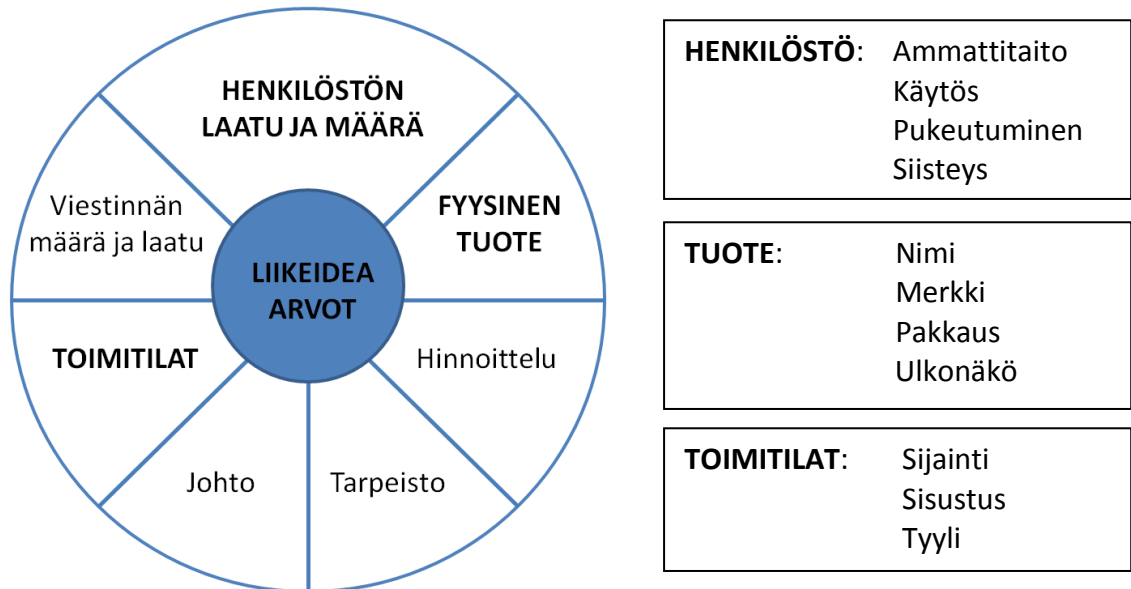 HENKILÖSTÖN
LAATU JA MÄÄRÄ
Viestinnän
määrä ja laatu
FYYSINEN
TUOTE
LIIKEIDEA
ARVOT
TOIMITILAT
Hinnoittelu
Johto
Tarpeisto
HENKILÖSTÖ: Ammattitaito
Käytös
Pukeutuminen
Siisteys
TUOTE: Nimi
Merkki
Pakkaus
Ulkonäkö
TOIMITILAT: Sijainti
Sisustus
Tyyli